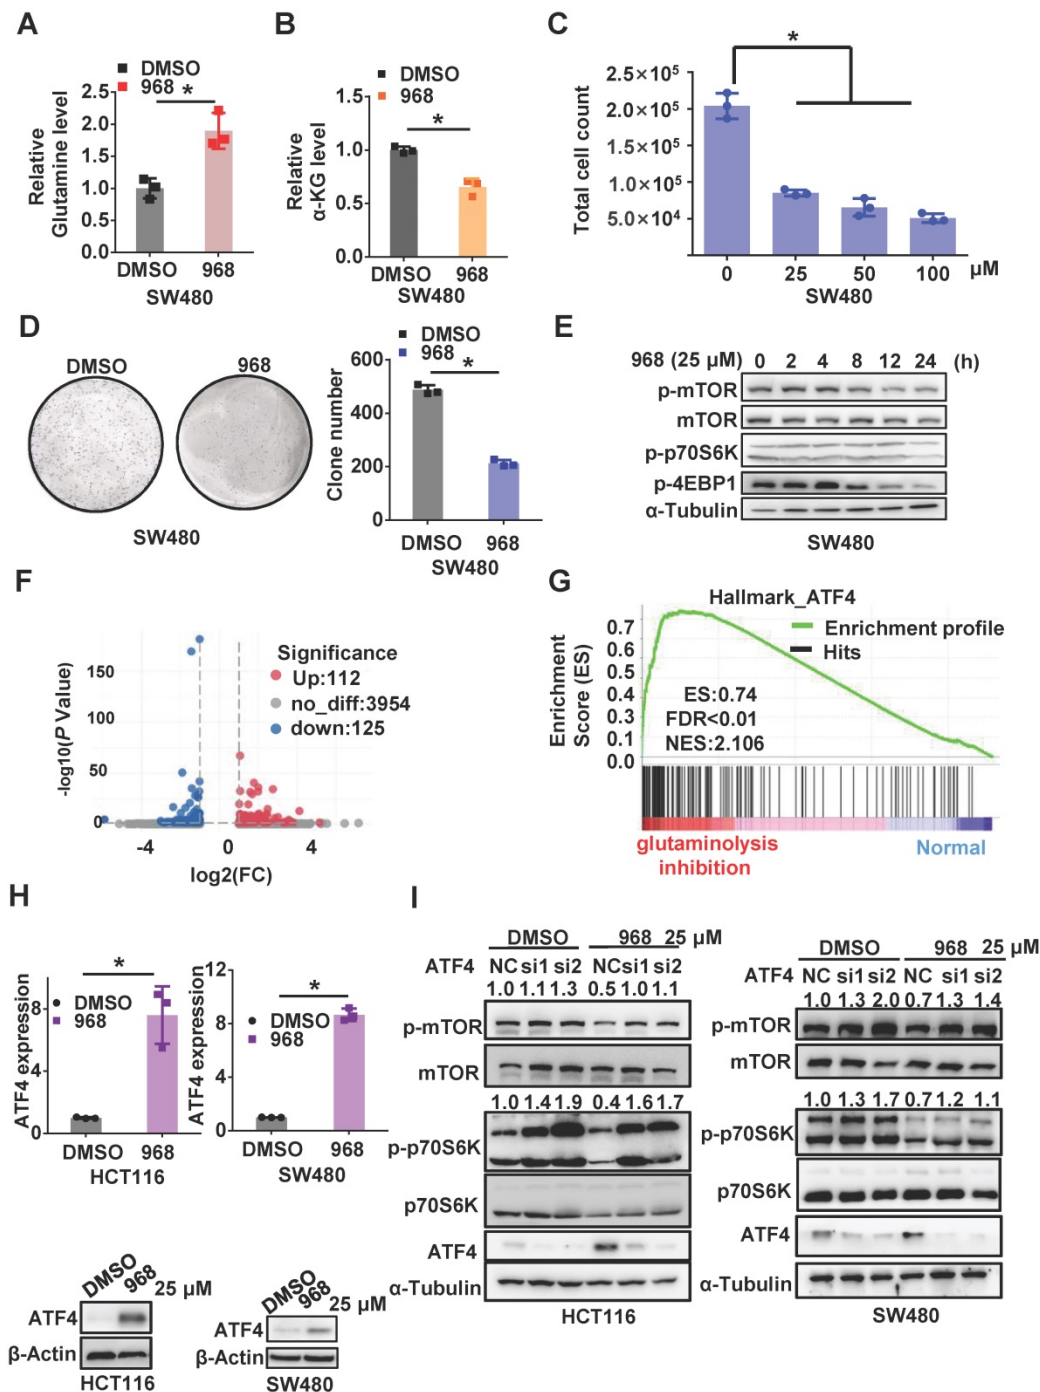 A
DMSO
968
*
Relative
Glutamine level
2.5
2.0
1.5
1.0
0.5
0.0
DMSO 968
SW480
B
DMSO
968
*
Relative
α-KG level
1.5
1.0
0.5
0.0
DMSO 968
SW480
C
*
Total cell count
2.5×10⁵
2.0×10⁵
1.5×10⁵
1.0×10⁵
5.0×10⁴
0 25 50 100 μM
SW480
D
DMSO 968
SW480
DMSO
968
*
Clone number
600
400
200
0
DMSO 968
SW480
E
968 (25 μM) 0 2 4 8 12 24 (h)
p-mTOR
mTOR
p-p70S6K
p-4EBP1
α-Tubulin
SW480
F
-log10(P Value)
150
100
50
0
-4 0 4
log2(FC)
Significance
Up:112
no_diff:3954
down:125
G
Hallmark_ATF4
Enrichment profile
Hits
Enrichment
Score (ES)
0.7
0.6
0.5
0.4
0.3
0.2
0.1
0.0
ES:0.74
FDR<0.01
NES:2.106
glutaminolysis
inhibition
Normal
H
*
DMSO
968
ATF4 expression
8
4
0
DMSO 968
HCT116
*
DMSO
968
ATF4 expression
12
9
6
3
0
DMSO 968
SW480
DMSO
968
25 μM
ATF4
β-Actin
HCT116
DMSO
968
25 μM
ATF4
β-Actin
SW480
I
DMSO 968 25 μM
ATF4 NC si1 si2 NC si1 si2
1.0 1.1 1.3 0.5 1.0 1.1
p-mTOR
mTOR
1.0 1.4 1.9 0.4 1.6 1.7
p-p70S6K
p70S6K
ATF4
α-Tubulin
HCT116
DMSO 968 25 μM
ATF4 NC si1 si2 NC si1 si2
1.0 1.3 2.0 0.7 1.3 1.4
p-mTOR
mTOR
1.0 1.3 1.7 0.7 1.2 1.1
p-p70S6K
p70S6K
ATF4
α-Tubulin
SW480